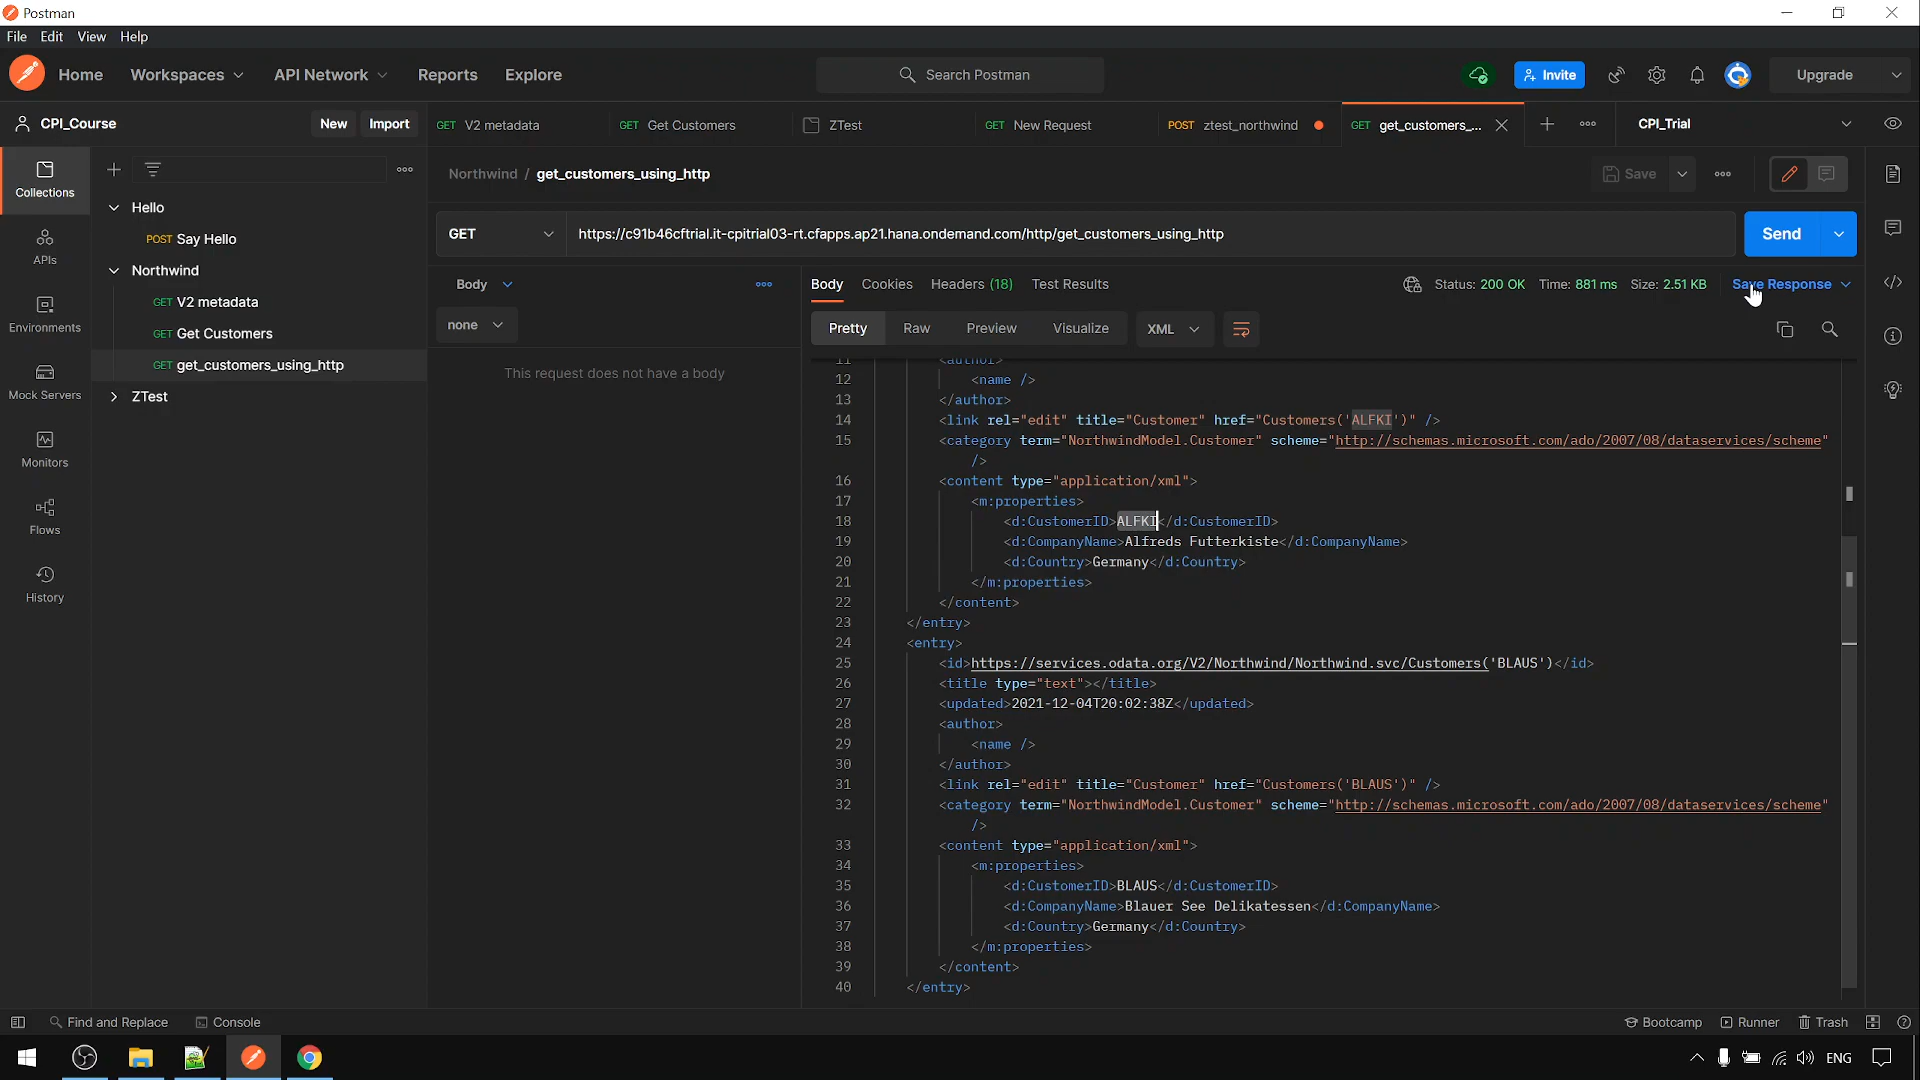 Postman
File Edit View Help
Home Workspaces API Network Reports Explore
Search Postman
Invite
Upgrade
CPI_Course
New
Import
GET V2 metadata
GET Get Customers
ZTest
GET New Request
POST ztest_northwind
GET get_customers_...
CPI_Trial
Northwind / get_customers_using_http
Save
GET
https://c91b46cftrial.it-cpitrial03-rt.cfapps.ap21.hana.ondemand.com/http/get_customers_using_http
Send
Collections
APIs
Environments
Mock Servers
Monitors
Flows
History
Hello
POST Say Hello
Northwind
GET V2 metadata
GET Get Customers
GET get_customers_using_http
ZTest
Body
none
This request does not have a body
Body Cookies Headers (18) Test Results
Status: 200 OK Time: 881 ms Size: 2.51 KB
Save Response
Pretty Raw Preview Visualize XML
11 <author>
12 <name />
13 </author>
14 <link rel="edit" title="Customer" href="Customers('ALFKI')" />
15 <category term="NorthwindModel.Customer" scheme="http://schemas.microsoft.com/ado/2007/08/dataservices/scheme"
/>
16 <content type="application/xml">
17 <m:properties>
18 <d:CustomerID>ALFKI</d:CustomerID>
19 <d:CompanyName>Alfreds Futterkiste</d:CompanyName>
20 <d:Country>Germany</d:Country>
21 </m:properties>
22 </content>
23 </entry>
24 <entry>
25 <id>https://services.odata.org/V2/Northwind/Northwind.svc/Customers('BLAUS')</id>
26 <title type="text"></title>
27 <updated>2021-12-04T20:02:38Z</updated>
28 <author>
29 <name />
30 </author>
31 <link rel="edit" title="Customer" href="Customers('BLAUS')" />
32 <category term="NorthwindModel.Customer" scheme="http://schemas.microsoft.com/ado/2007/08/dataservices/scheme"
/>
33 <content type="application/xml">
34 <m:properties>
35 <d:CustomerID>BLAUS</d:CustomerID>
36 <d:CompanyName>Blauer See Delikatessen</d:CompanyName>
37 <d:Country>Germany</d:Country>
38 </m:properties>
39 </content>
40 </entry>
Find and Replace
Console
Bootcamp
Runner
Trash
ENG